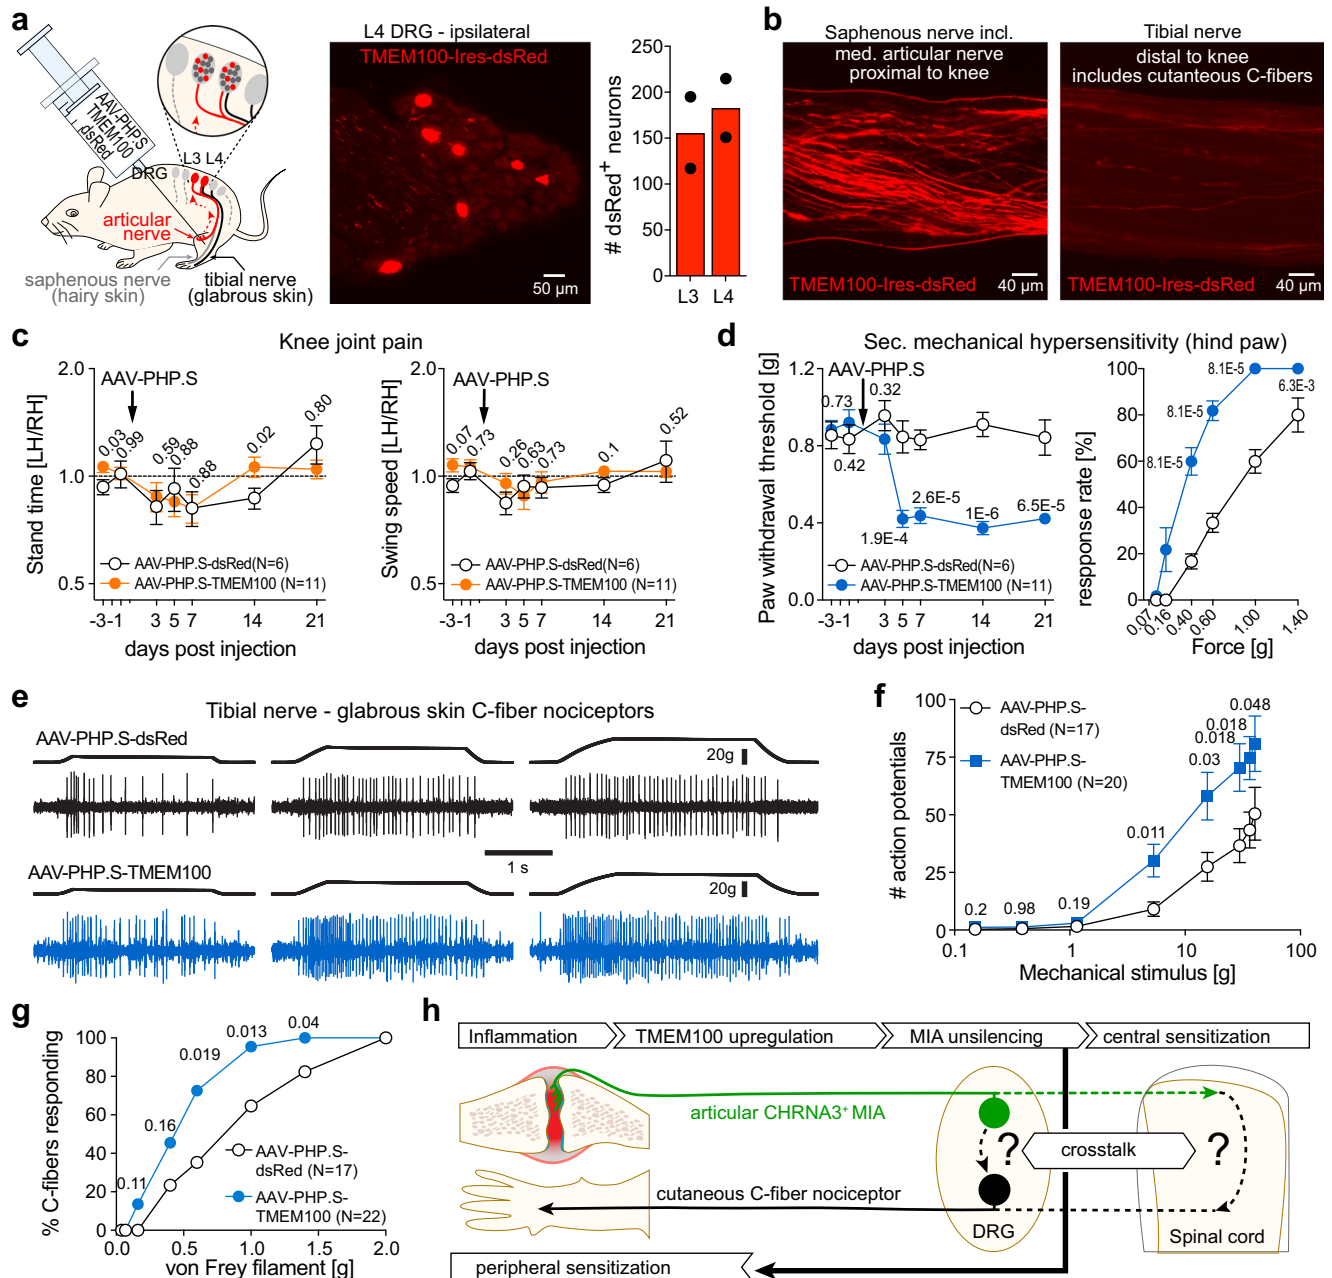 a
AAV-PHP.S
TMEM100
dsRed
L3 L4
DRG
articular
nerve
saphenous nerve
(hairy skin)
tibial nerve
(glabrous skin)
L4 DRG - ipsilateral
TMEM100-Ires-dsRed
50 µm
# dsRed+ neurons
250
200
150
100
50
0
L3
L4
b
Saphenous nerve incl.
med. articular nerve
proximal to knee
TMEM100-Ires-dsRed
40 µm
Tibial nerve
distal to knee
includes cutaneous C-fibers
TMEM100-Ires-dsRed
40 µm
c
Knee joint pain
Stand time [LH/RH]
2.0
1.0
0.5
AAV-PHP.S
0.03
0.99
0.59
0.88
0.88
0.02
0.80
AAV-PHP.S-dsRed(N=6)
AAV-PHP.S-TMEM100 (N=11)
-3 -1 3 5 7 14 21
days post injection
Swing speed [LH/RH]
2.0
1.0
0.5
AAV-PHP.S
0.07
0.73
0.26
0.63
0.73
0.1
0.52
AAV-PHP.S-dsRed(N=6)
AAV-PHP.S-TMEM100 (N=11)
-3 -1 3 5 7 14 21
days post injection
d
Sec. mechanical hypersensitivity (hind paw)
Paw withdrawal threshold [g]
1.2
0.8
0.4
0.0
AAV-PHP.S
0.73
0.42
0.32
1.9E-4
2.6E-5
1E-6
6.5E-5
AAV-PHP.S-dsRed(N=6)
AAV-PHP.S-TMEM100 (N=11)
-3 -1 3 5 7 14 21
days post injection
respponse rate [%]
100
80
60
40
20
0
8.1E-5
8.1E-5
8.1E-5
6.3E-3
0.07
0.16
0.40
0.60
1.00
1.40
Force [g]
e
Tibial nerve - glabrous skin C-fiber nociceptors
AAV-PHP.S-dsRed
20g
1 s
AAV-PHP.S-TMEM100
20g
f
# action potentials
100
75
50
25
0
AAV-PHP.S-
dsRed (N=17)
AAV-PHP.S-
TMEM100 (N=20)
0.2
0.98
0.19
0.011
0.03
0.018
0.018
0.048
0.1 1 10 100
Mechanical stimulus [g]
g
% C-fibers responding
100
80
60
40
20
0
0.11
0.16
0.019
0.013
0.04
AAV-PHP.S-
dsRed (N=17)
AAV-PHP.S-
TMEM100 (N=22)
0.0 0.5 1.0 1.5 2.0
von Frey filament [g]
h
Inflammation
TMEM100 upregulation
MIA unsilencing
central sensitization
articular CHRNA3+ MIA
?
crosstalk
?
cutaneous C-fiber nociceptor
DRG
Spinal cord
peripheral sensitization